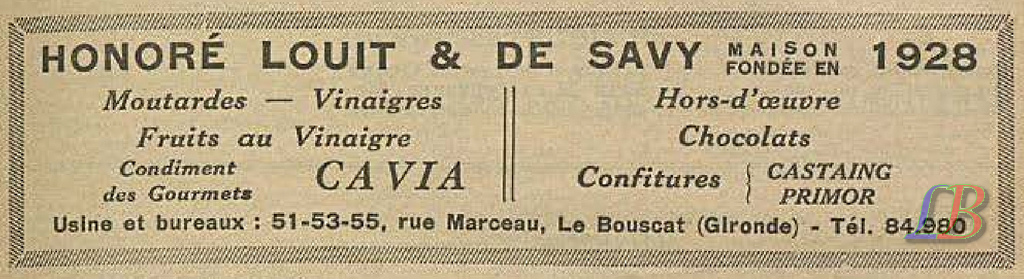 HONORÉ LOUIT & DE SAVY MAISON FONDÉE EN 1928
Moutardes — Vinaigres
Fruits au Vinaigre
Condiment des Gourmets CAVIA
Hors-d'œuvre
Chocolats
Confitures { CASTAING
PRIMOR
Usine et bureaux : 51-53-55, rue Marceau, Le Bouscat (Gironde) - Tél. 84.980
LB